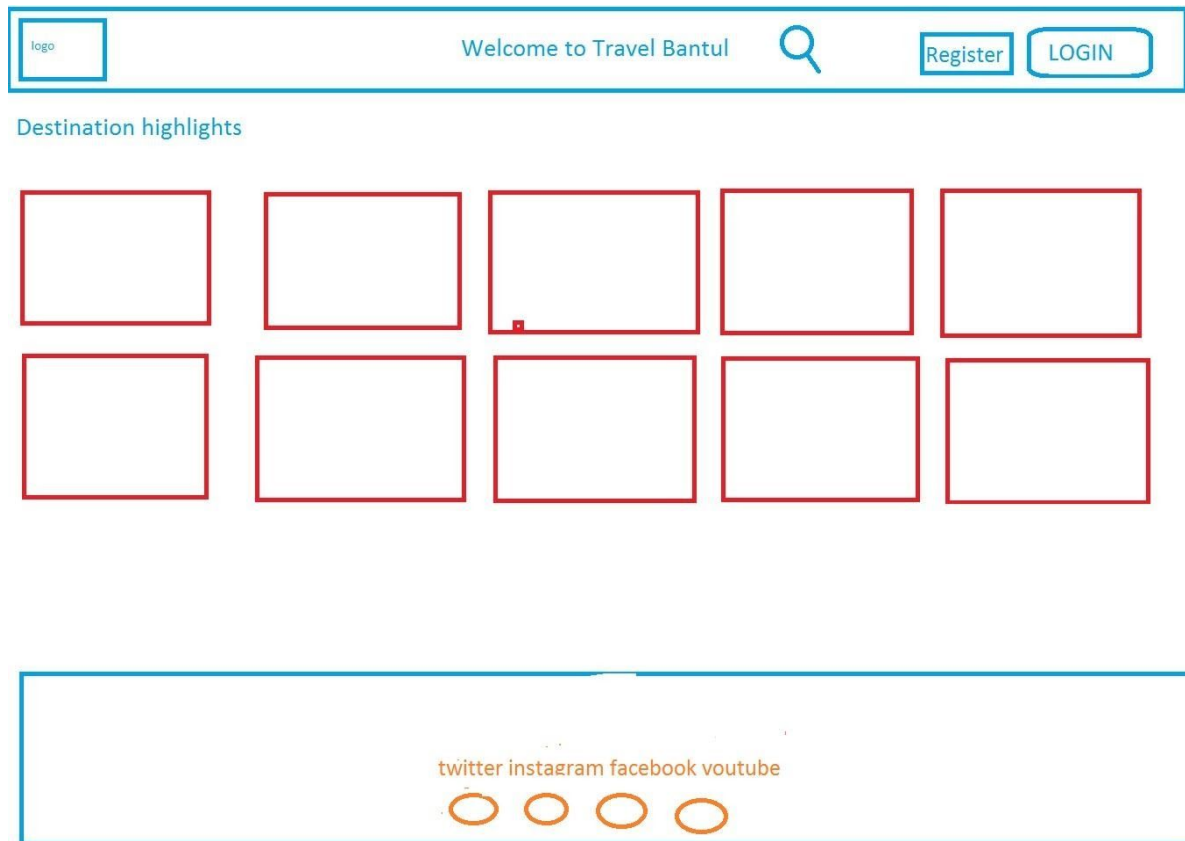 logo
Welcome to Travel Bantul
Register
LOGIN
Destination highlights
twitter instagram facebook youtube